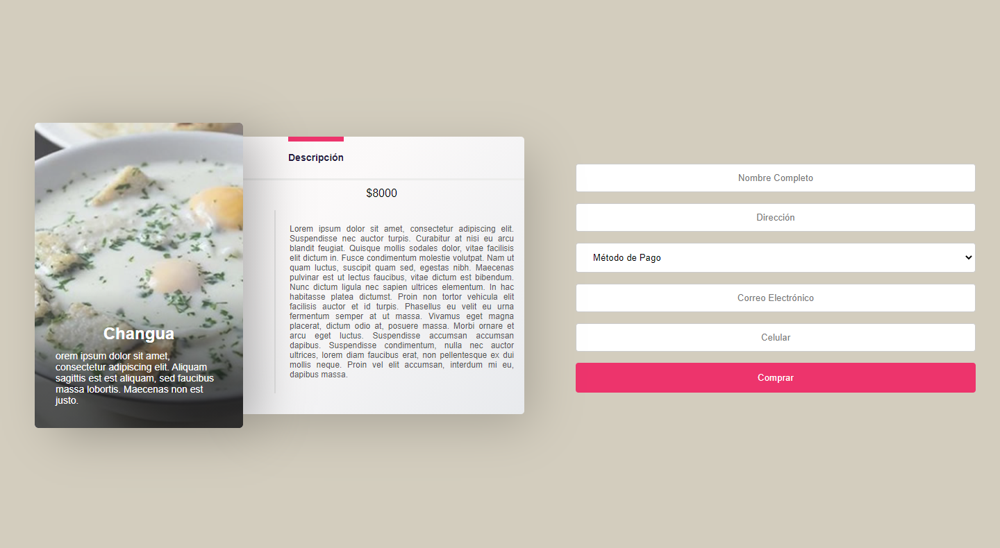 Changua
orem ipsum dolor sit amet,
consectetur adipiscing elit. Aliquam
sagittis est est aliquam, sed faucibus
massa lobortis. Maecenas non est
justo.
Descripción
$8000
Lorem ipsum dolor sit amet, consectetur adipiscing elit.
Suspendisse nec auctor turpis. Curabitur at nisi eu arcu
blandit feugiat. Quisque mollis sodales dolor, vitae facilisis
elit dictum in. Fusce condimentum molestie volutpat. Nam ut
quam luctus, suscipit quam sed, egestas nibh. Maecenas
pulvinar est ut lectus faucibus, vitae dictum est bibendum.
Nunc dictum ligula nec sapien ultrices elementum. In hac
habitasse platea dictumst. Proin non tortor vehicula elit
facilisis auctor et id turpis. Phasellus eu velit eu urna
fermentum semper at ut massa. Vivamus eget magna
placerat, dictum odio at, posuere massa. Morbi ornare et
arcu eget luctus. Suspendisse accumsan accumsan
dapibus. Suspendisse condimentum, nulla nec auctor
ultrices, lorem diam faucibus erat, non pellentesque ex dui
mollis neque. Proin vel elit accumsan, interdum mi eu,
dapibus massa.
Nombre Completo
Dirección
Método de Pago
Correo Electrónico
Celular
Comprar